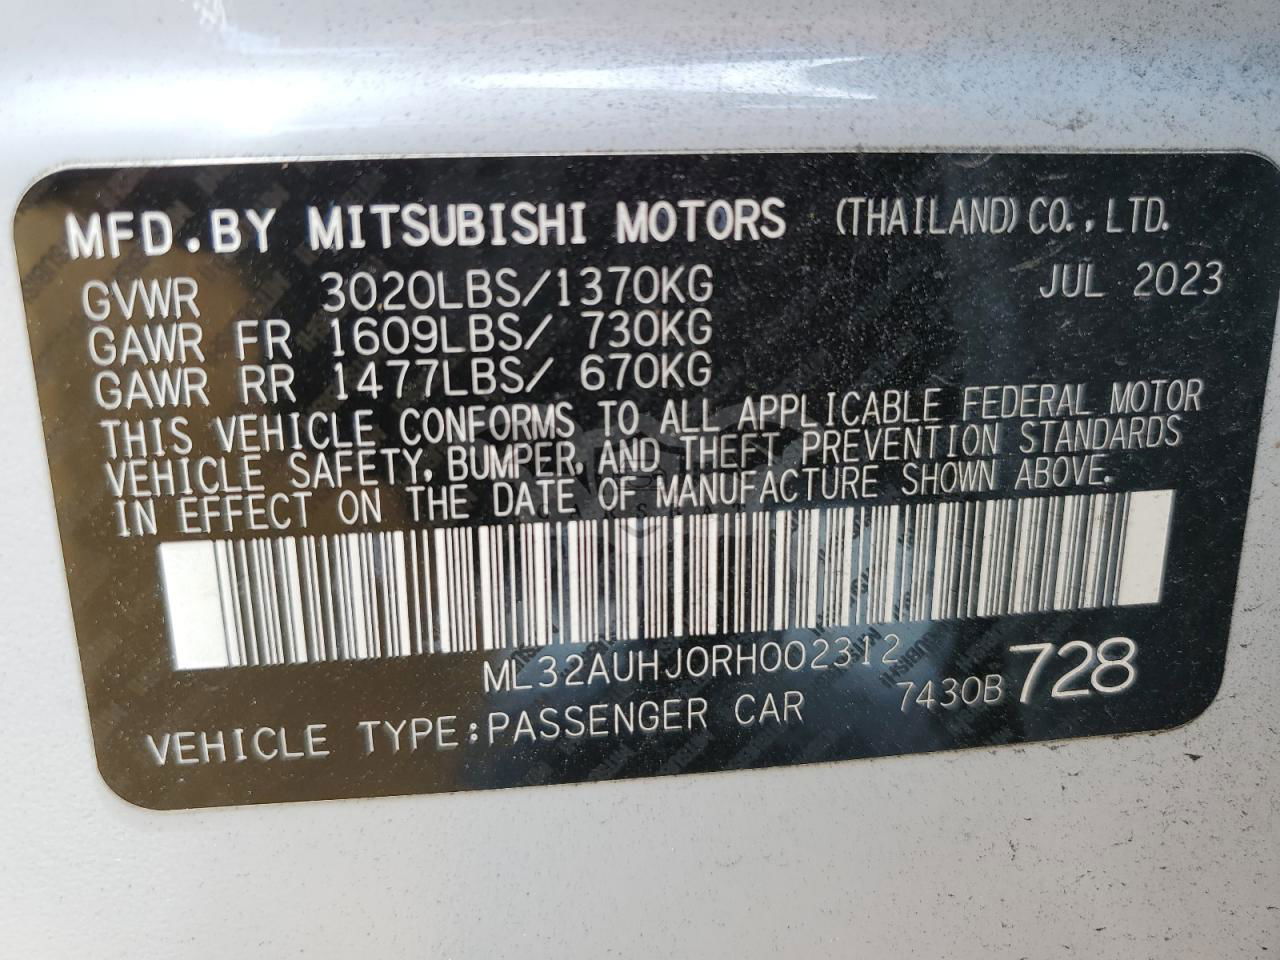 MFD.BY MITSUBISHI MOTORS (THAILAND) CO.,LTD.
GVWR 3020LBS/1370KG JUL 2023
GAWR FR 1609LBS/ 730KG
GAWR RR 1477LBS/ 670KG
THIS VEHICLE CONFORMS TO ALL APPLICABLE FEDERAL MOTOR
VEHICLE SAFETY, BUMPER, AND THEFT PREVENTION STANDARDS
IN EFFECT ON THE DATE OF MANUFACTURE SHOWN ABOVE.
ML32AUHJ0RH002312
7430B 728
VEHICLE TYPE:PASSENGER CAR